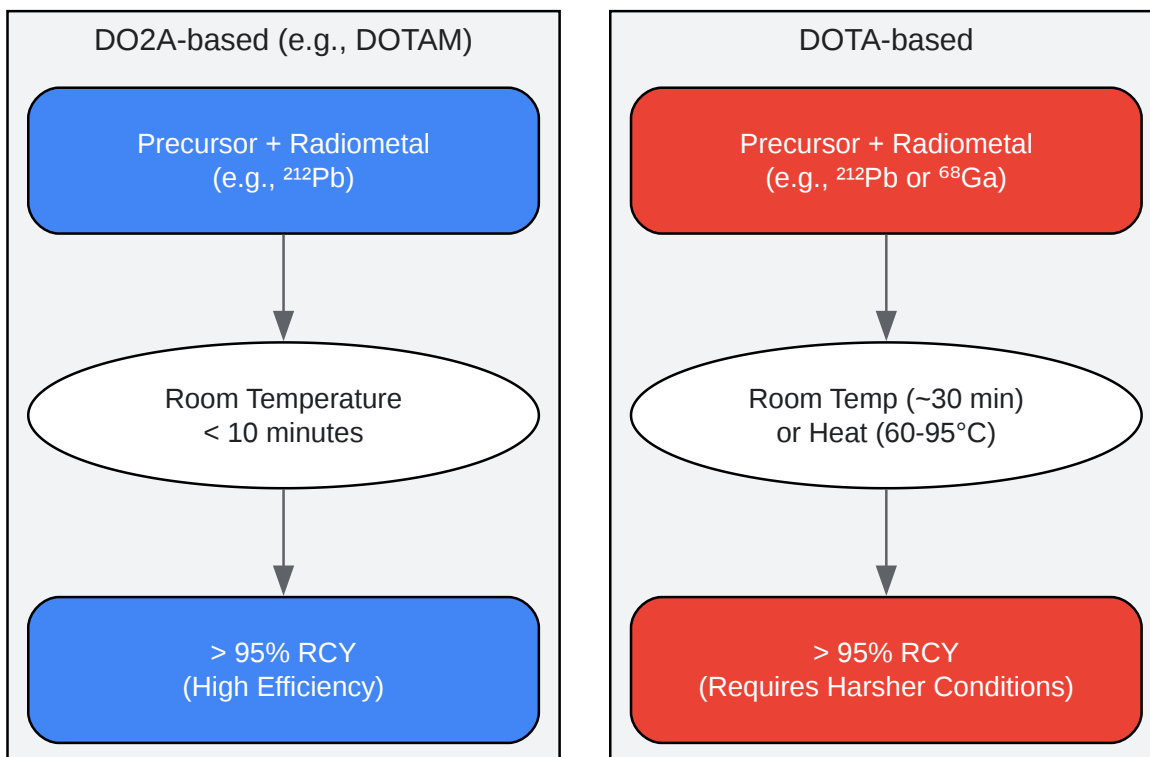 DO2A-based (e.g., DOTAM)
Precursor + Radiometal
(e.g., ²¹²Pb)
Room Temperature
< 10 minutes
> 95% RCY
(High Efficiency)
DOTA-based
Precursor + Radiometal
(e.g., ²¹²Pb or ⁶⁸Ga)
Room Temp (~30 min)
or Heat (60-95°C)
> 95% RCY
(Requires Harsher Conditions)